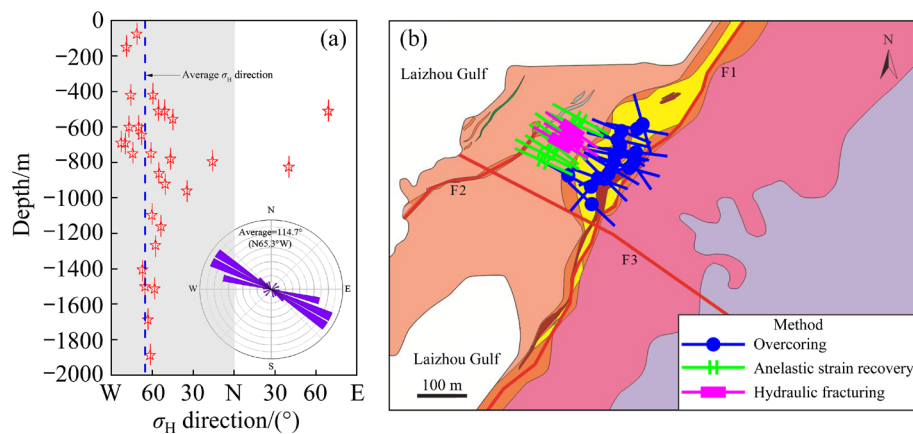 (a)
Depth/m
0
−200
−400
−600
−800
−1000
−1200
−1400
−1600
−1800
−2000
Average σH direction
N
Average=114.7°
(N65.3°W)
W
E
S
W 60 30 N 30 60 E
σH direction/(°)
(b)
Laizhou Gulf
F1
N
F2
F3
Laizhou Gulf
100 m
Method
Overcoring
Anelastic strain recovery
Hydraulic fracturing